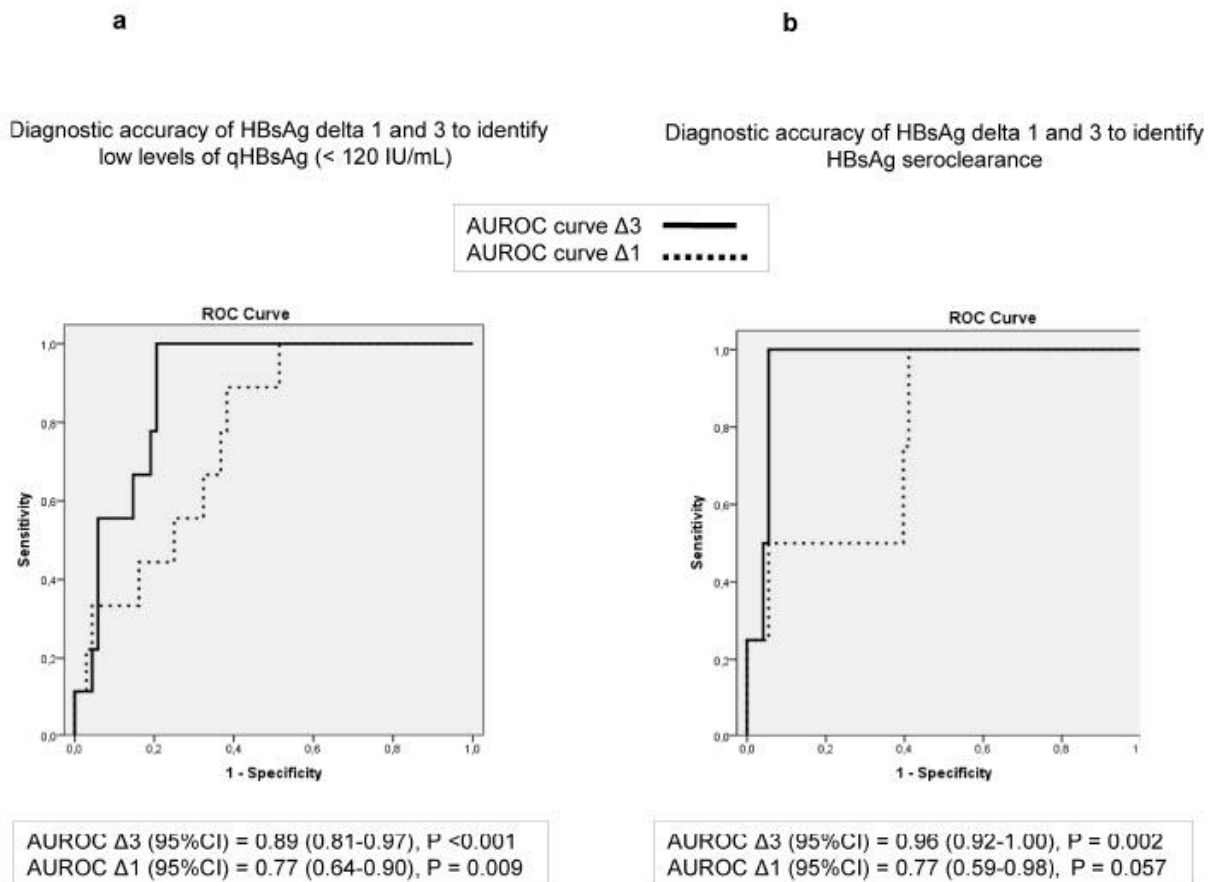 a
b
Diagnostic accuracy of HBsAg delta 1 and 3 to identify
low levels of qHBsAg (< 120 IU/mL)
Diagnostic accuracy of HBsAg delta 1 and 3 to identify
HBsAg seroclearance
AUROC curve Δ3
AUROC curve Δ1
ROC Curve
1,0
0,8
0,6
0,4
0,2
0,0
Sensitivity
0,0 0,2 0,4 0,6 0,8 1,0
1 - Specificity
ROC Curve
1,0
0,8
0,6
0,4
0,2
0,0
Sensitivity
0,0 0,2 0,4 0,6 0,8 1
1 - Specificity
AUROC Δ3 (95%CI) = 0.89 (0.81-0.97), P <0.001
AUROC Δ1 (95%CI) = 0.77 (0.64-0.90), P = 0.009
AUROC Δ3 (95%CI) = 0.96 (0.92-1.00), P = 0.002
AUROC Δ1 (95%CI) = 0.77 (0.59-0.98), P = 0.057